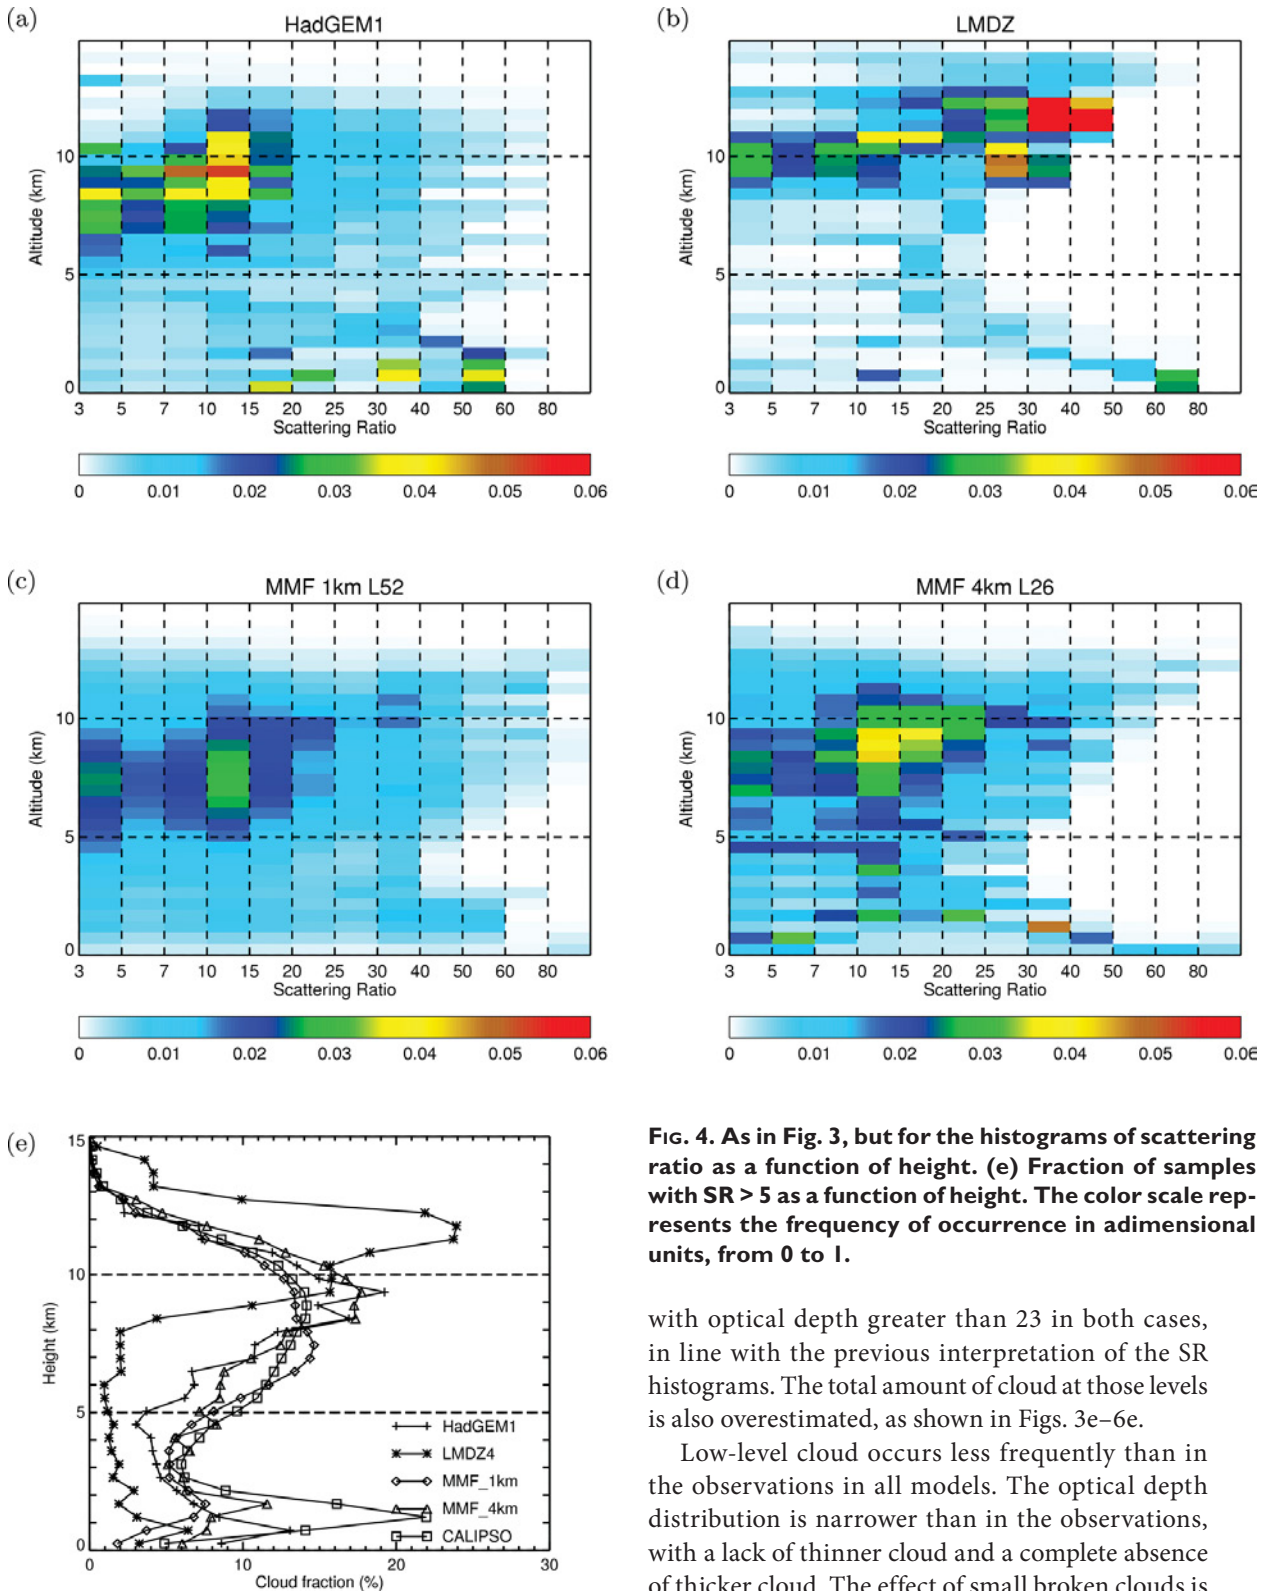 (a)
HadGEM1
Altitude (km)
10
5
0
3 5 7 10 15 20 25 30 40 60 80
Scattering Ratio
0 0.01 0.02 0.03 0.04 0.05 0.06
(b)
LMDZ
Altitude (km)
10
5
0
3 5 7 10 15 20 25 30 40 60 80
Scattering Ratio
0 0.01 0.02 0.03 0.04 0.05 0.06
(c)
MMF 1km L52
Altitude (km)
10
5
0
3 5 7 10 15 20 25 30 40 60 80
Scattering Ratio
0 0.01 0.02 0.03 0.04 0.05 0.06
(d)
MMF 4km L26
Altitude (km)
10
5
0
3 5 7 10 15 20 25 30 40 60 80
Scattering Ratio
0 0.01 0.02 0.03 0.04 0.05 0.06
(e)
Height (km)
15
10
5
0
HadGEM1
LMDZ4
MMF_1km
MMF_4km
CALIPSO
0 10 20 30
Cloud fraction (%)
FIG. 4. As in Fig. 3, but for the histograms of scattering
ratio as a function of height. (e) Fraction of samples
with SR > 5 as a function of height. The color scale rep-
resents the frequency of occurrence in adimensional
units, from 0 to 1.
with optical depth greater than 23 in both cases,
in line with the previous interpretation of the SR
histograms. The total amount of cloud at those levels
is also overestimated, as shown in Figs. 3e–6e.
Low-level cloud occurs less frequently than in
the observations in all models. The optical depth
distribution is narrower than in the observations,
with a lack of thinner cloud and a complete absence
of thicker cloud. The effect of small broken clouds is